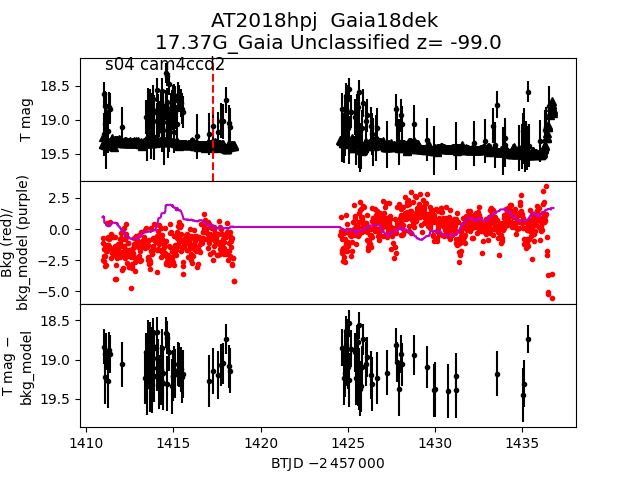 AT2018hpj  Gaia18dek
17.37G_Gaia Unclassified z= -99.0
s04 cam4ccd2
T mag
18.5
19.0
19.5
Bkg (red)/
bkg_model (purple)
2.5
0.0
−2.5
−5.0
T mag −
bkg_model
18.5
19.0
19.5
1410 1415 1420 1425 1430 1435
BTJD −2 457 000